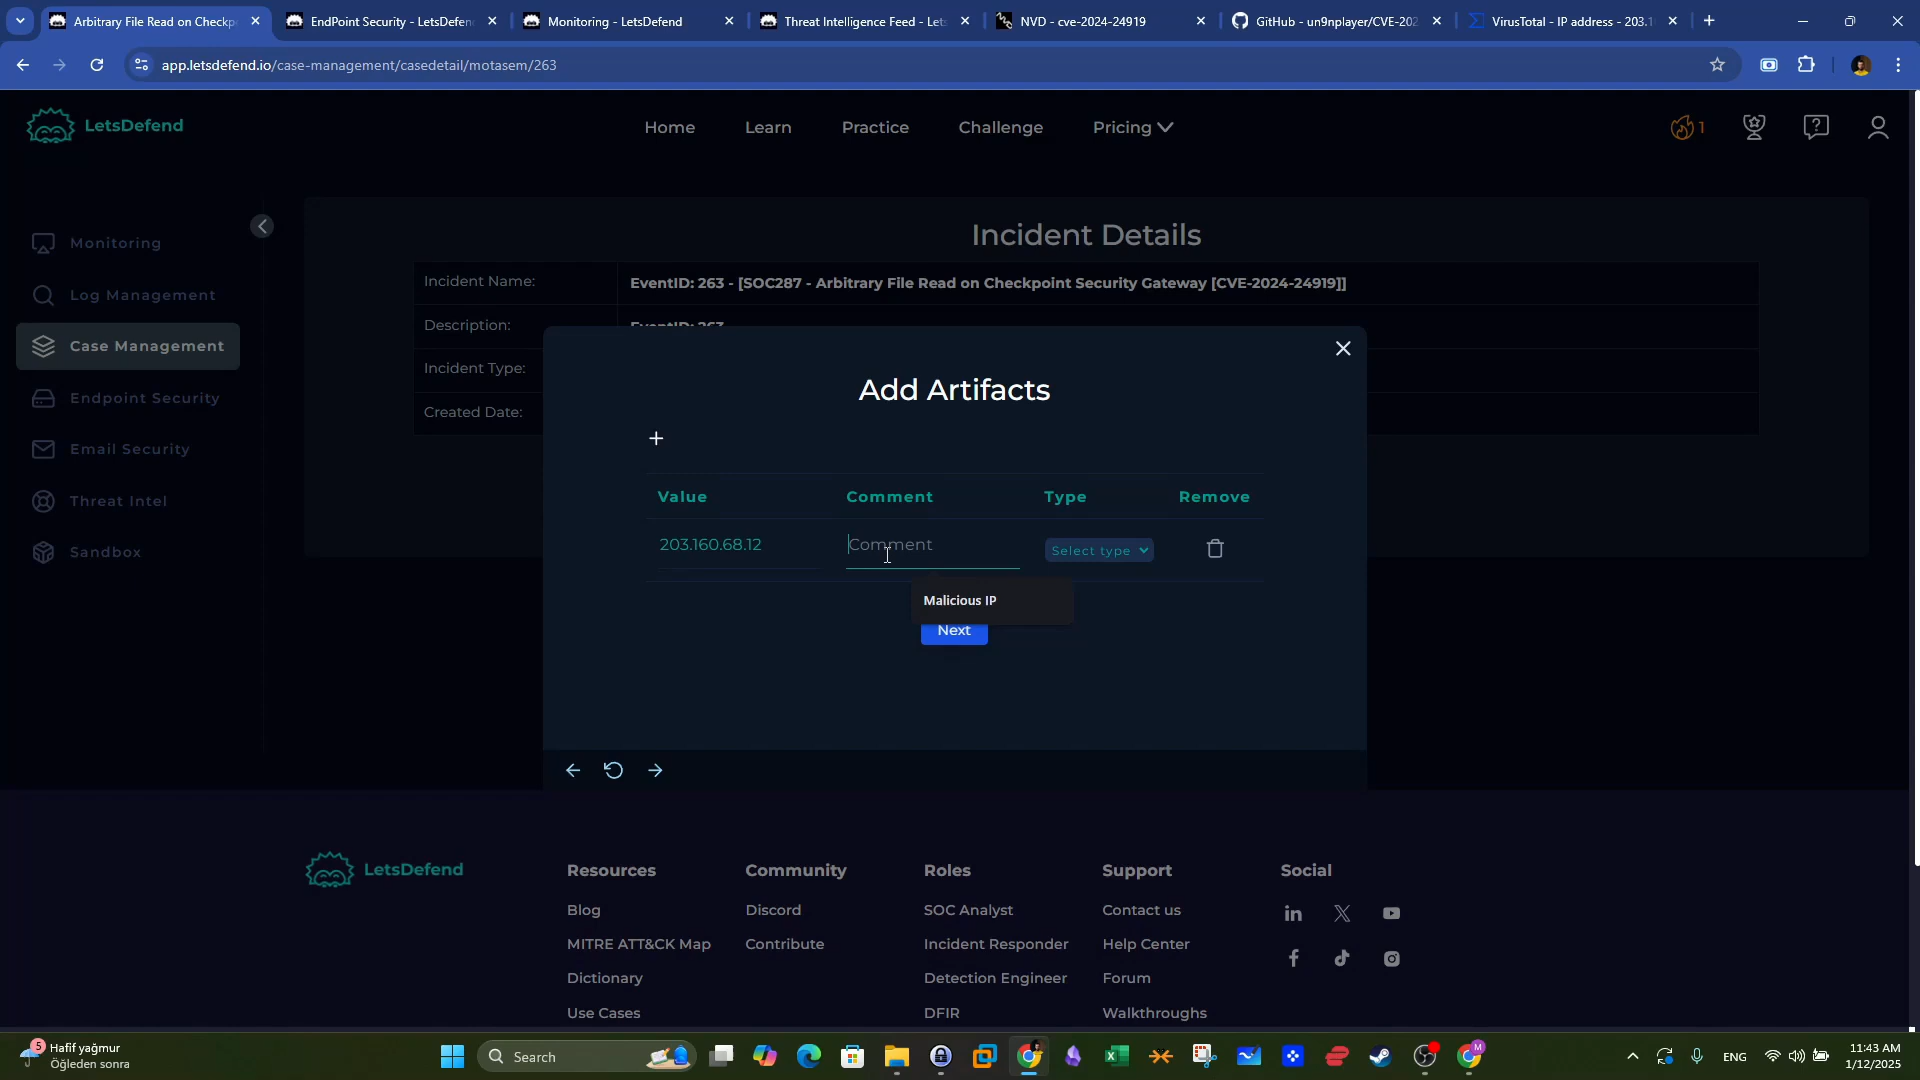 Arbitrary File Read on Checkp
EndPoint Security - LetsDefen
Monitoring - LetsDefend
Threat Intelligence Feed - Let
NVD - cve-2024-24919
GitHub - un9nplayer/CVE-202
VirusTotal - IP address - 203.1
app.letsdefend.io/case-management/casedetail/motasem/263
LetsDefend
Home
Learn
Practice
Challenge
Pricing
1
Monitoring
Log Management
Case Management
Endpoint Security
Email Security
Threat Intel
Sandbox
Incident Details
Incident Name:
EventID: 263 - [SOC287 - Arbitrary File Read on Checkpoint Security Gateway [CVE-2024-24919]]
Description:
EventID: 263
Incident Type:
Created Date:
Add Artifacts
Value
Comment
Type
Remove
203.160.68.12
Comment
Select type
Malicious IP
Next
LetsDefend
Resources
Blog
MITRE ATT&CK Map
Dictionary
Use Cases
Community
Discord
Contribute
Roles
SOC Analyst
Incident Responder
Detection Engineer
DFIR
Support
Contact us
Help Center
Forum
Walkthroughs
Social
5
Hafif yağmur
Öğleden sonra
Search
ENG
11:43 AM
1/12/2025